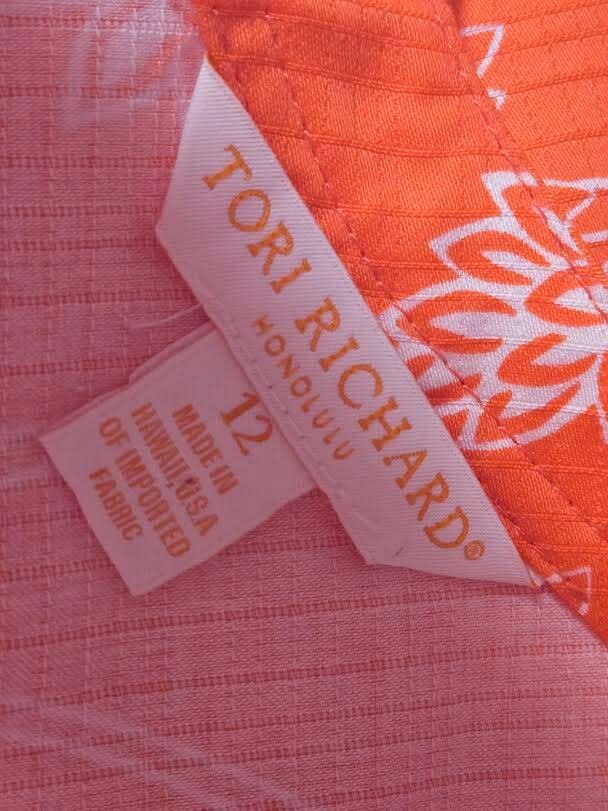 TORI RICHARD®
HONOLULU
12
MADE IN
HAWAII, USA
OF IMPORTED
FABRIC